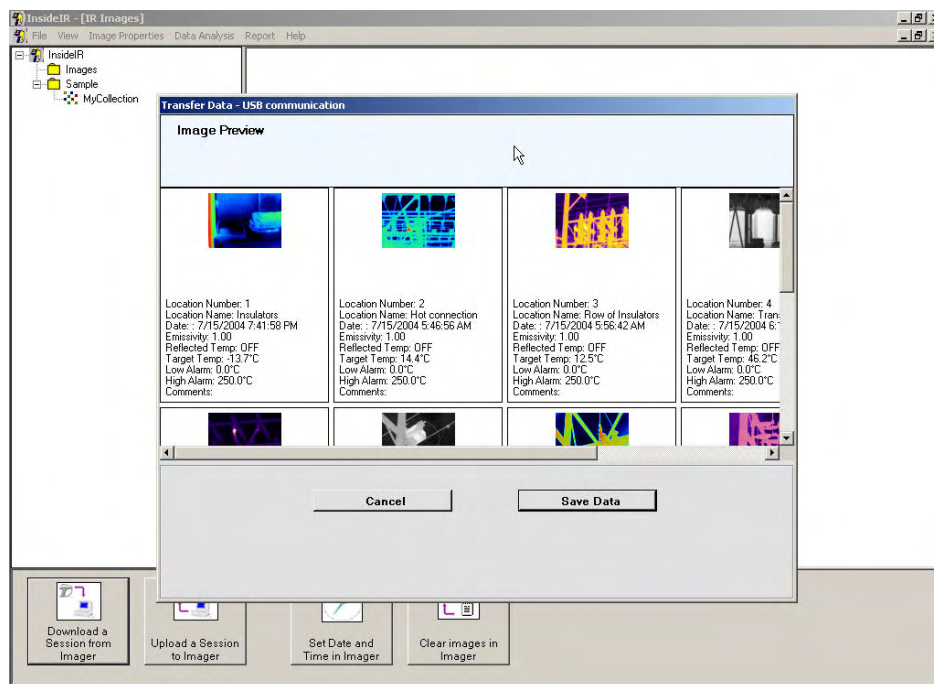 InsideIR - [IR Images]
File View Image Properties Data Analysis Report Help
InsideIR
Images
Sample
MyCollection
Transfer Data - USB communication
Image Preview
Location Number: 1
Location Name: Insulators
Date: : 7/15/2004 7:41:58 PM
Emissivity: 1.00
Reflected Temp: OFF
Target Temp: -13.7°C
Low Alarm: 0.0°C
High Alarm: 250.0°C
Comments:
Location Number: 2
Location Name: Hot connection
Date: : 7/15/2004 5:46:56 AM
Emissivity: 1.00
Reflected Temp: OFF
Target Temp: 14.4°C
Low Alarm: 0.0°C
High Alarm: 250.0°C
Comments:
Location Number: 3
Location Name: Row of Insulators
Date: : 7/15/2004 5:56:42 AM
Emissivity: 1.00
Reflected Temp: OFF
Target Temp: 12.5°C
Low Alarm: 0.0°C
High Alarm: 250.0°C
Comments:
Location Number: 4
Location Name: Tran
Date: : 7/15/2004 6:
Emissivity: 1.00
Reflected Temp: OFF
Target Temp: 46.2°C
Low Alarm: 0.0°C
High Alarm: 250.0°C
Comments:
Cancel
Save Data
Download a
Session from
Imager
Upload a Session
to Imager
Set Date and
Time in Imager
Clear images in
Imager